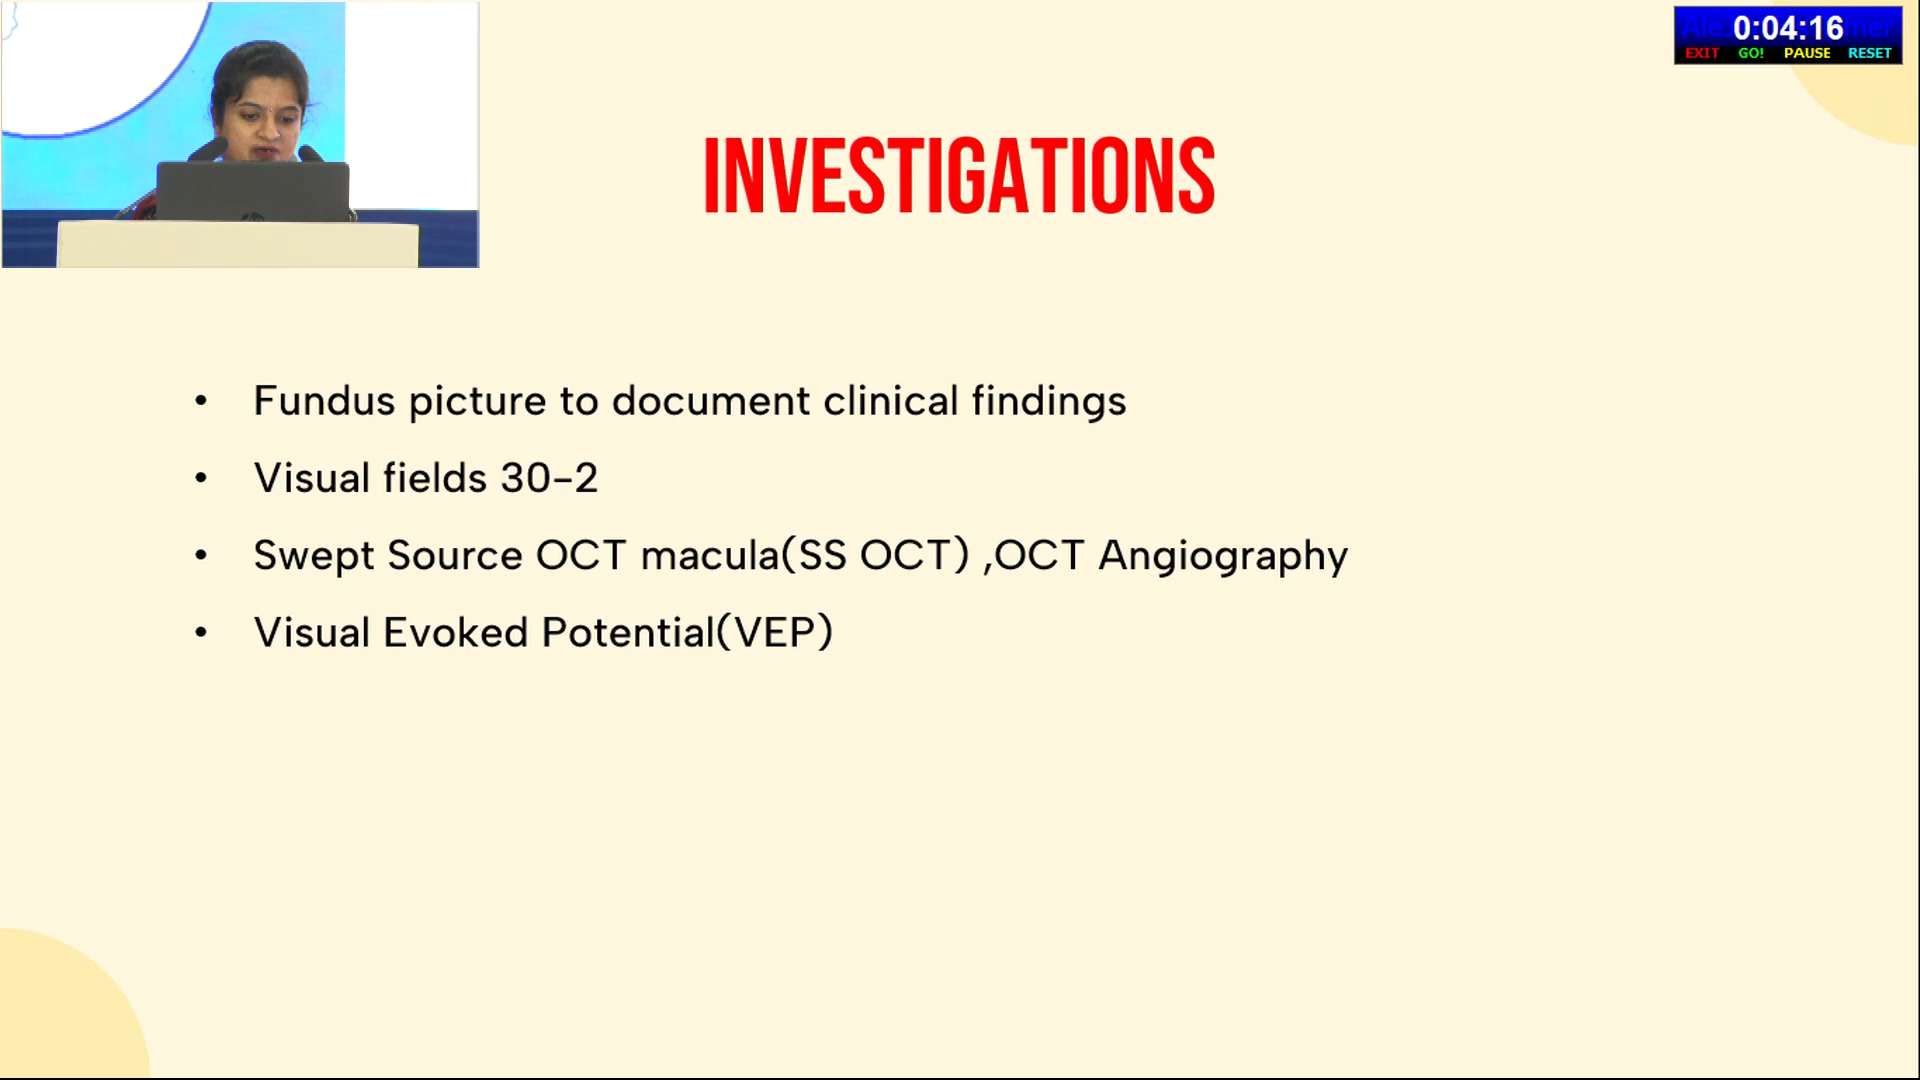 0:04:16
EXIT GO! PAUSE RESET
INVESTIGATIONS
• Fundus picture to document clinical findings
• Visual fields 30-2
• Swept Source OCT macula(SS OCT) ,OCT Angiography
• Visual Evoked Potential(VEP)